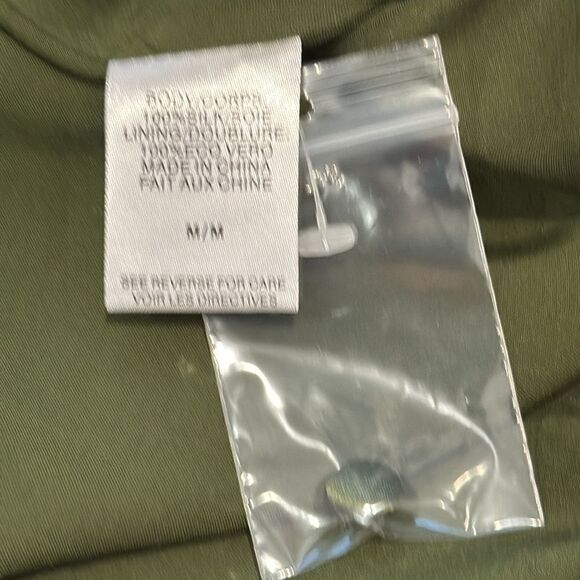 BODY/CORPS
100%SILK/SOIE
LINING/DOUBLURE
100%ECO VERO
MADE IN CHINA
FAIT AUX CHINE
M/M
SEE REVERSE FOR CARE
VOIR LES DIRECTIVES